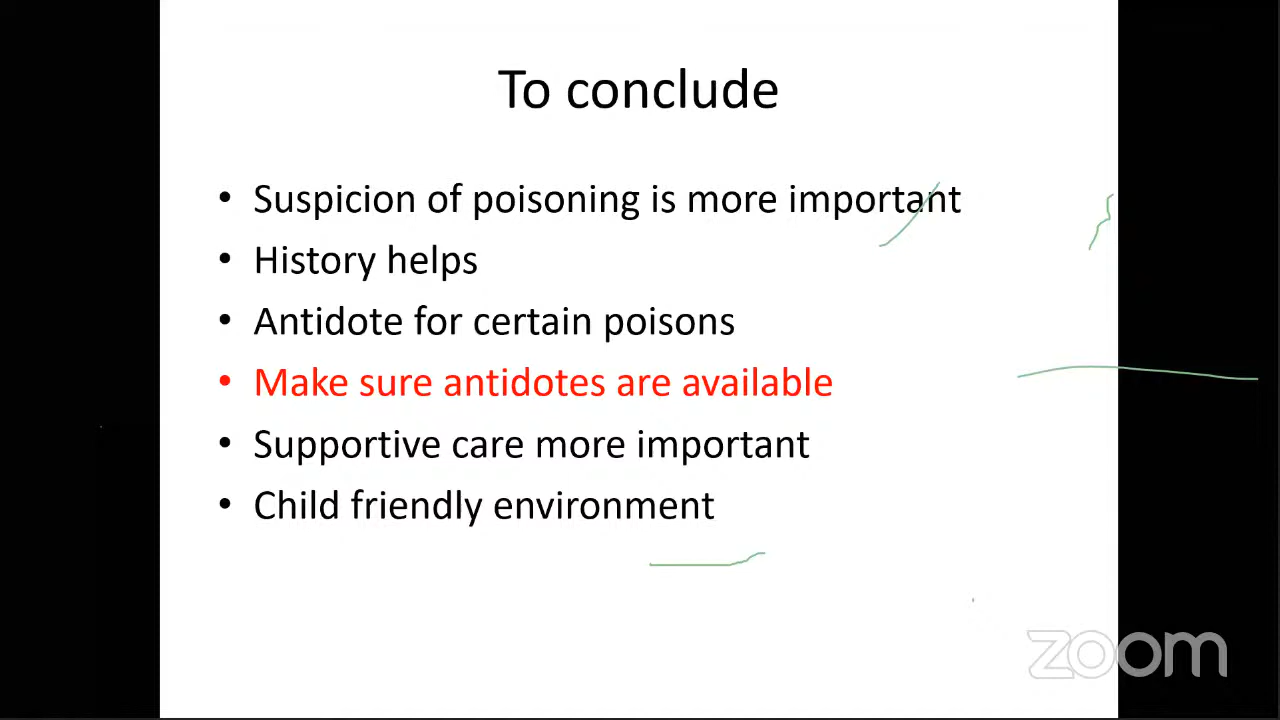 To conclude
• Suspicion of poisoning is more important
• History helps
• Antidote for certain poisons
• Make sure antidotes are available
• Supportive care more important
• Child friendly environment
zoom